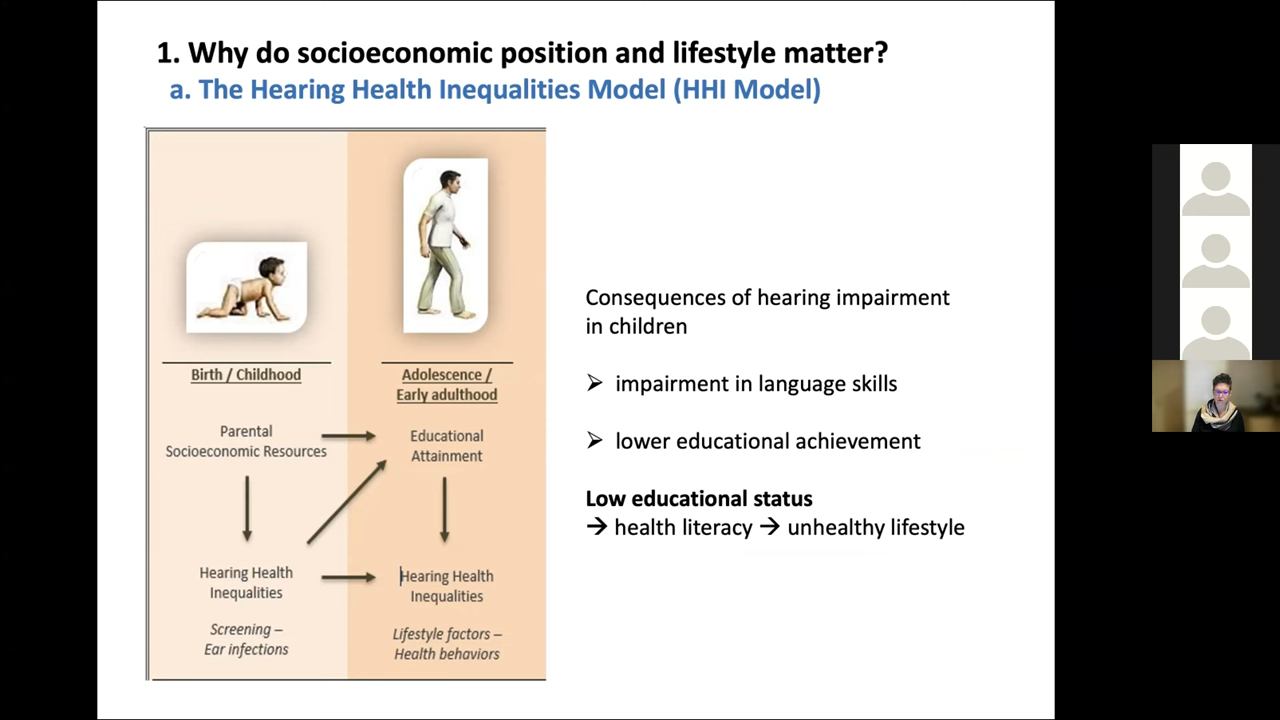 1. Why do socioeconomic position and lifestyle matter?
a. The Hearing Health Inequalities Model (HHI Model)
Birth / Childhood
Parental
Socioeconomic Resources
Hearing Health
Inequalities
Screening –
Ear infections
Adolescence /
Early adulthood
Educational
Attainment
Hearing Health
Inequalities
Lifestyle factors –
Health behaviors
Consequences of hearing impairment
in children
➢ impairment in language skills
➢ lower educational achievement
Low educational status
→ health literacy → unhealthy lifestyle